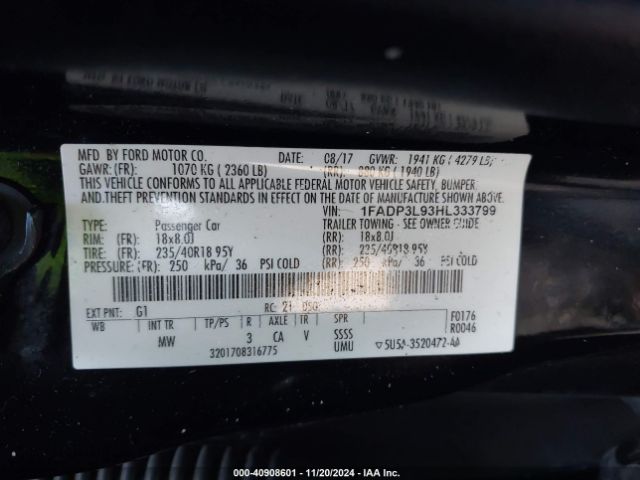 MFD. BY FORD MOTOR CO.
DATE: 08/17 GVWR: 1941 KG ( 4279 LB)
GAWR: (FR): 1070 KG ( 2360 LB) (RR): 880 KG ( 1940 LB)
THIS VEHICLE CONFORMS TO ALL APPLICABLE FEDERAL MOTOR VEHICLE SAFETY, BUMPER,
AND THEFT PREVENTION STANDARDS IN EFFECT ON THE DATE OF MANUFACTURE SHOWN ABOVE.
VIN: 1FADP3L93HL333799
TYPE: Passenger Car TRAILER TOWING - SEE OWNER GUIDE
RIM: (FR) 18x8.0J (RR) 18x8.0J
TIRE: (FR) 235/40R18 95Y (RR) 235/40R18 95Y
PRESSURE: (FR) 250 kPa/ 36 PSI COLD (RR) 250 kPa/ 36 PSI COLD
EXT PNT: G1 RC: 21 DSO: F0176
WB INT TR TP/PS R AXLE TR SPR R0046
MW 3 CA V SSSS
3201708316775 UMU 5U5A-3520472-AA
000-40908601 - 11/20/2024 - IAA Inc.